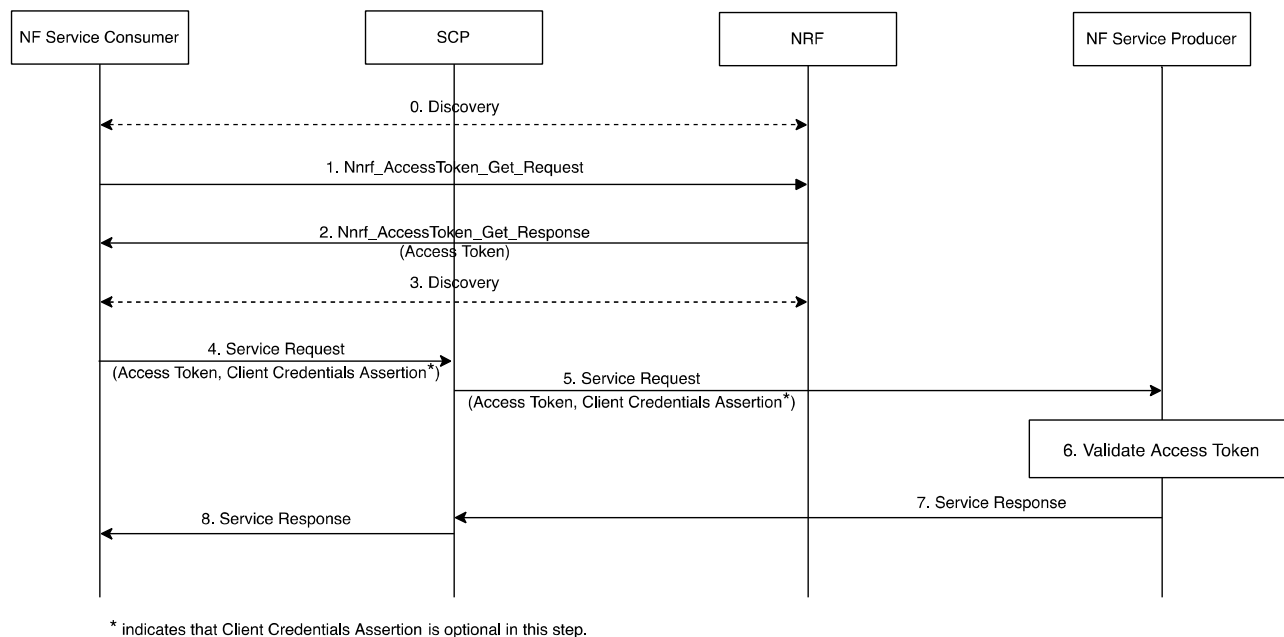 NF Service Consumer
SCP
NRF
NF Service Producer
0. Discovery
1. Nnrf_AccessToken_Get_Request
2. Nnrf_AccessToken_Get_Response
(Access Token)
3. Discovery
4. Service Request
(Access Token, Client Credentials Assertion*)
5. Service Request
(Access Token, Client Credentials Assertion*)
6. Validate Access Token
7. Service Response
8. Service Response
* indicates that Client Credentials Assertion is optional in this step.